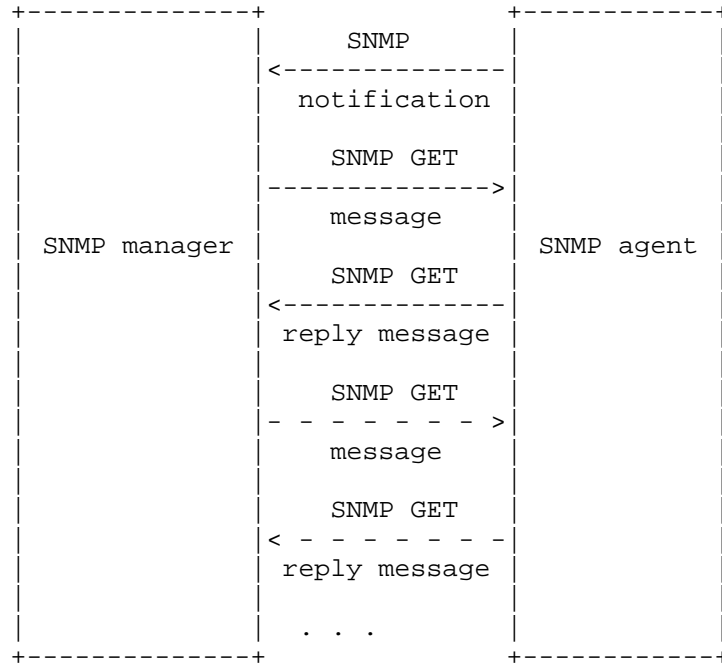 SNMP
notification
SNMP GET
message
SNMP manager
SNMP agent
SNMP GET
reply message
SNMP GET
message
SNMP GET
reply message
. . .